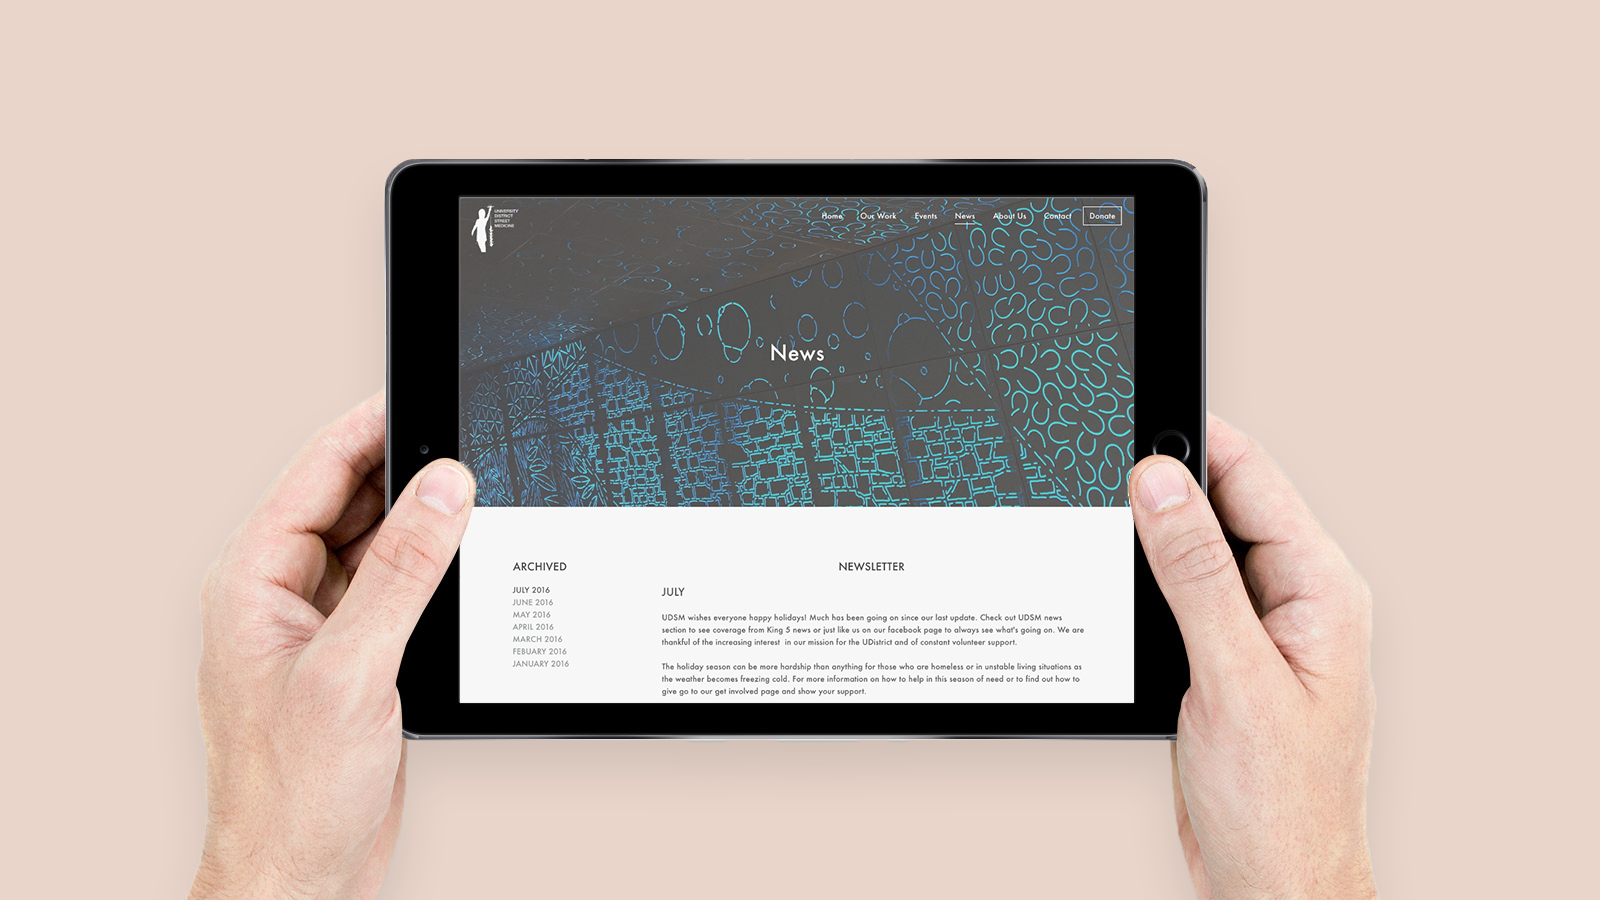 UNIVERSITY
DISTRICT
STREET
MEDICINE
Home Our Work Events News About Us Contact Donate
News
ARCHIVED
JULY 2016
JUNE 2016
MAY 2016
APRIL 2016
MARCH 2016
FEBUARY 2016
JANUARY 2016
NEWSLETTER
JULY
UDSM wishes everyone happy holidays! Much has been going on since our last update. Check out UDSM news
section to see coverage from King 5 news or just like us on our facebook page to always see what's going on. We are
thankful of the increasing interest in our mission for the UDistrict and of constant volunteer support.
The holiday season can be more hardship than anything for those who are homeless or in unstable living situations as
the weather becomes freezing cold. For more information on how to help in this season of need or to find out how to
give go to our get involved page and show your support.